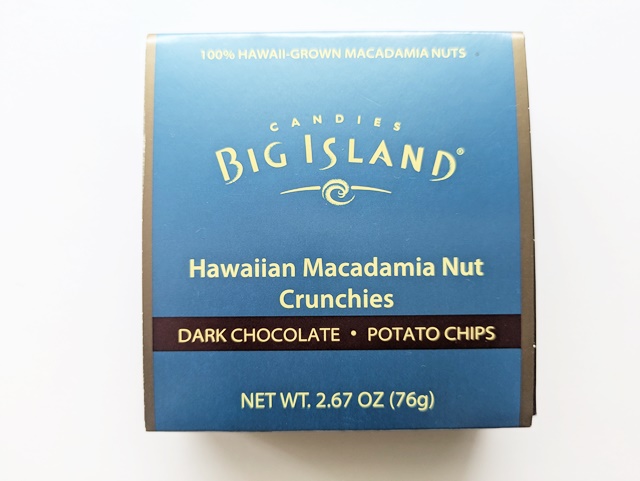 100% HAWAII-GROWN MACADAMIA NUTS
CANDIES
BIG ISLAND®
Hawaiian Macadamia Nut
Crunchies
DARK CHOCOLATE • POTATO CHIPS
NET WT. 2.67 OZ (76g)